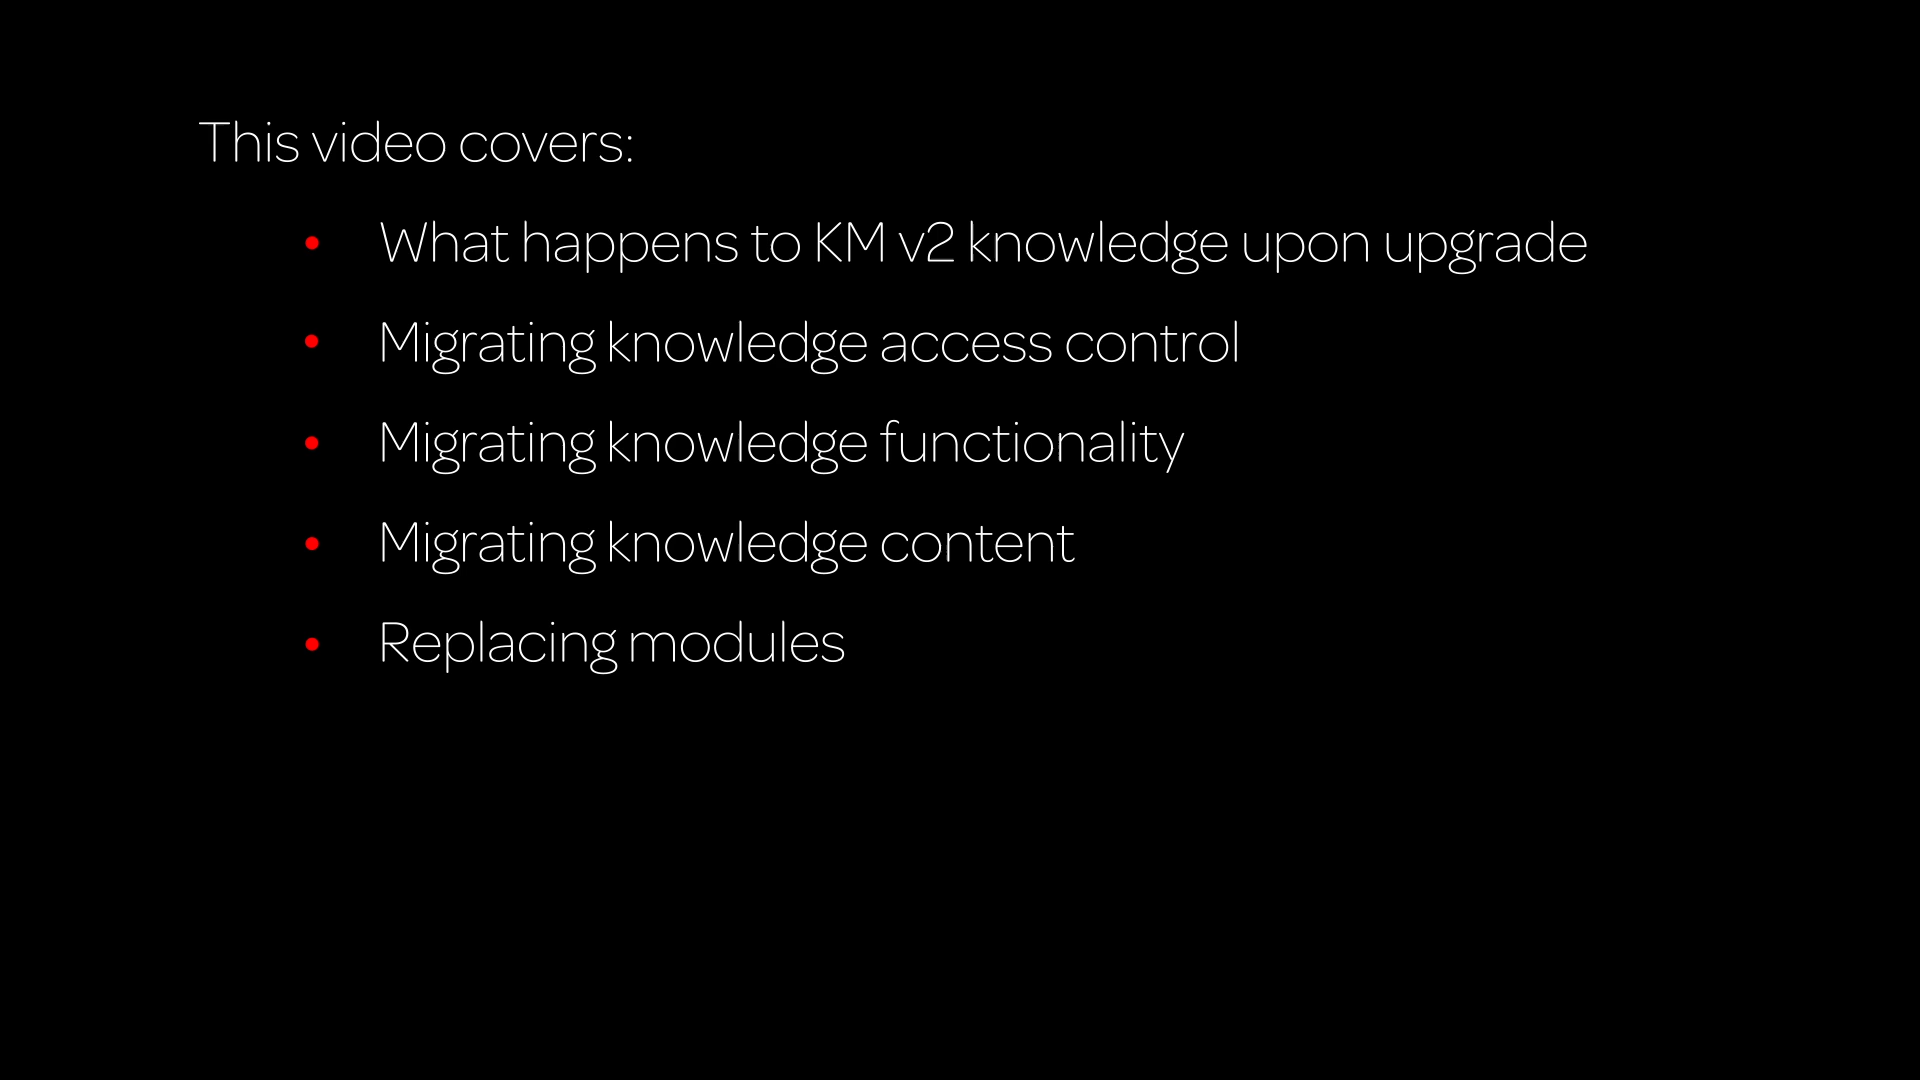 This video covers:
• What happens to KM v2 knowledge upon upgrade
• Migrating knowledge access control
• Migrating knowledge functionality
• Migrating knowledge content
• Replacing modules